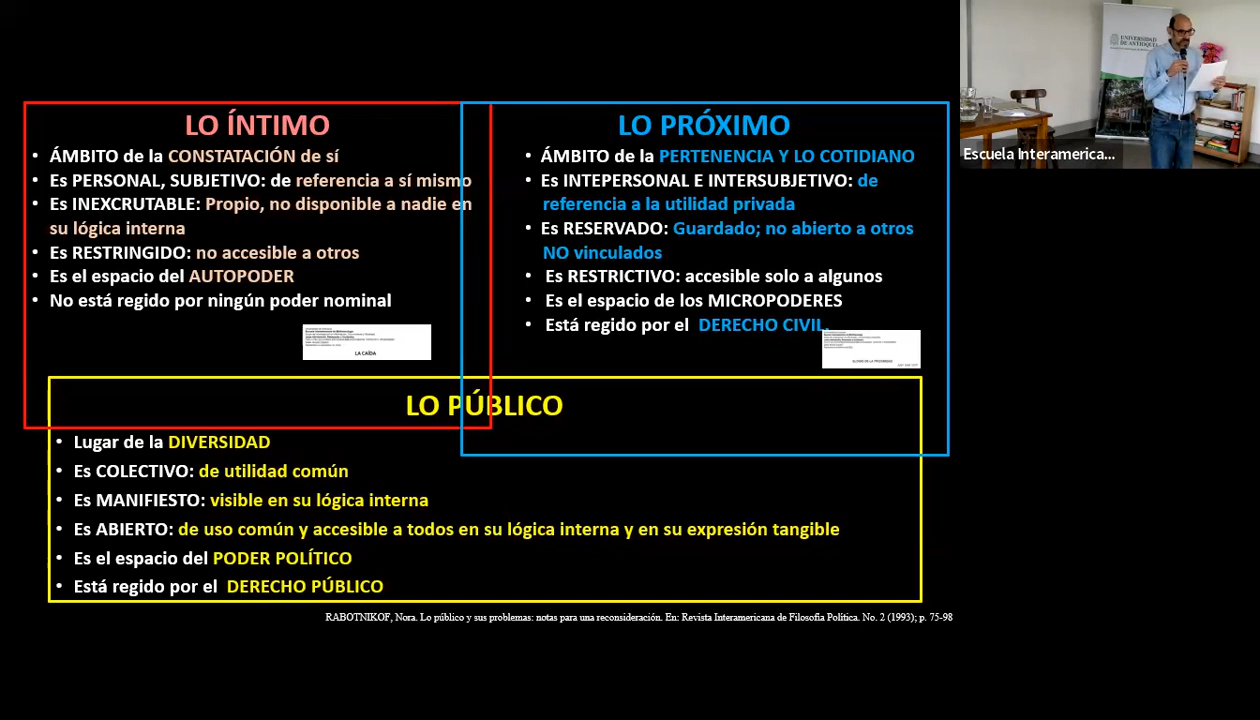 LO ÍNTIMO
• ÁMBITO de la CONSTATACIÓN de sí
• Es PERSONAL, SUBJETIVO: de referencia a sí mismo
• Es INEXCRUTABLE: Propio, no disponible a nadie en
su lógica interna
• Es RESTRINGIDO: no accesible a otros
• Es el espacio del AUTOPODER
• No está regido por ningún poder nominal
LA CAÍDA
LO PRÓXIMO
• ÁMBITO de la PERTENENCIA Y LO COTIDIANO
• Es INTEPERSONAL E INTERSUBJETIVO: de
referencia a la utilidad privada
• Es RESERVADO: Guardado; no abierto a otros
NO vinculados
• Es RESTRICTIVO: accesible solo a algunos
• Es el espacio de los MICROPODERES
• Está regido por el DERECHO CIVIL.
LO PÚBLICO
• Lugar de la DIVERSIDAD
• Es COLECTIVO: de utilidad común
• Es MANIFIESTO: visible en su lógica interna
• Es ABIERTO: de uso común y accesible a todos en su lógica interna y en su expresión tangible
• Es el espacio del PODER POLÍTICO
• Está regido por el DERECHO PÚBLICO
RABOTNIKOF, Nora. Lo público y sus problemas: notas para una reconsideración. En: Revista Interamericana de Filosofía Política. No. 2 (1993); p. 75-98
UNIVERSIDAD
DE ANTIOQUIA
Escuela Interamerica...